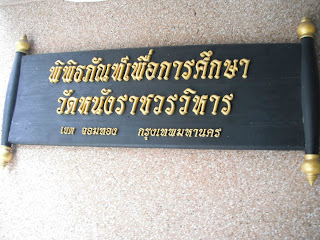 พิพิธภัณฑ์เพื่อการศึกษา
วัดหนังราชวรวิหาร
เขต จอมทอง กรุงเทพมหานคร